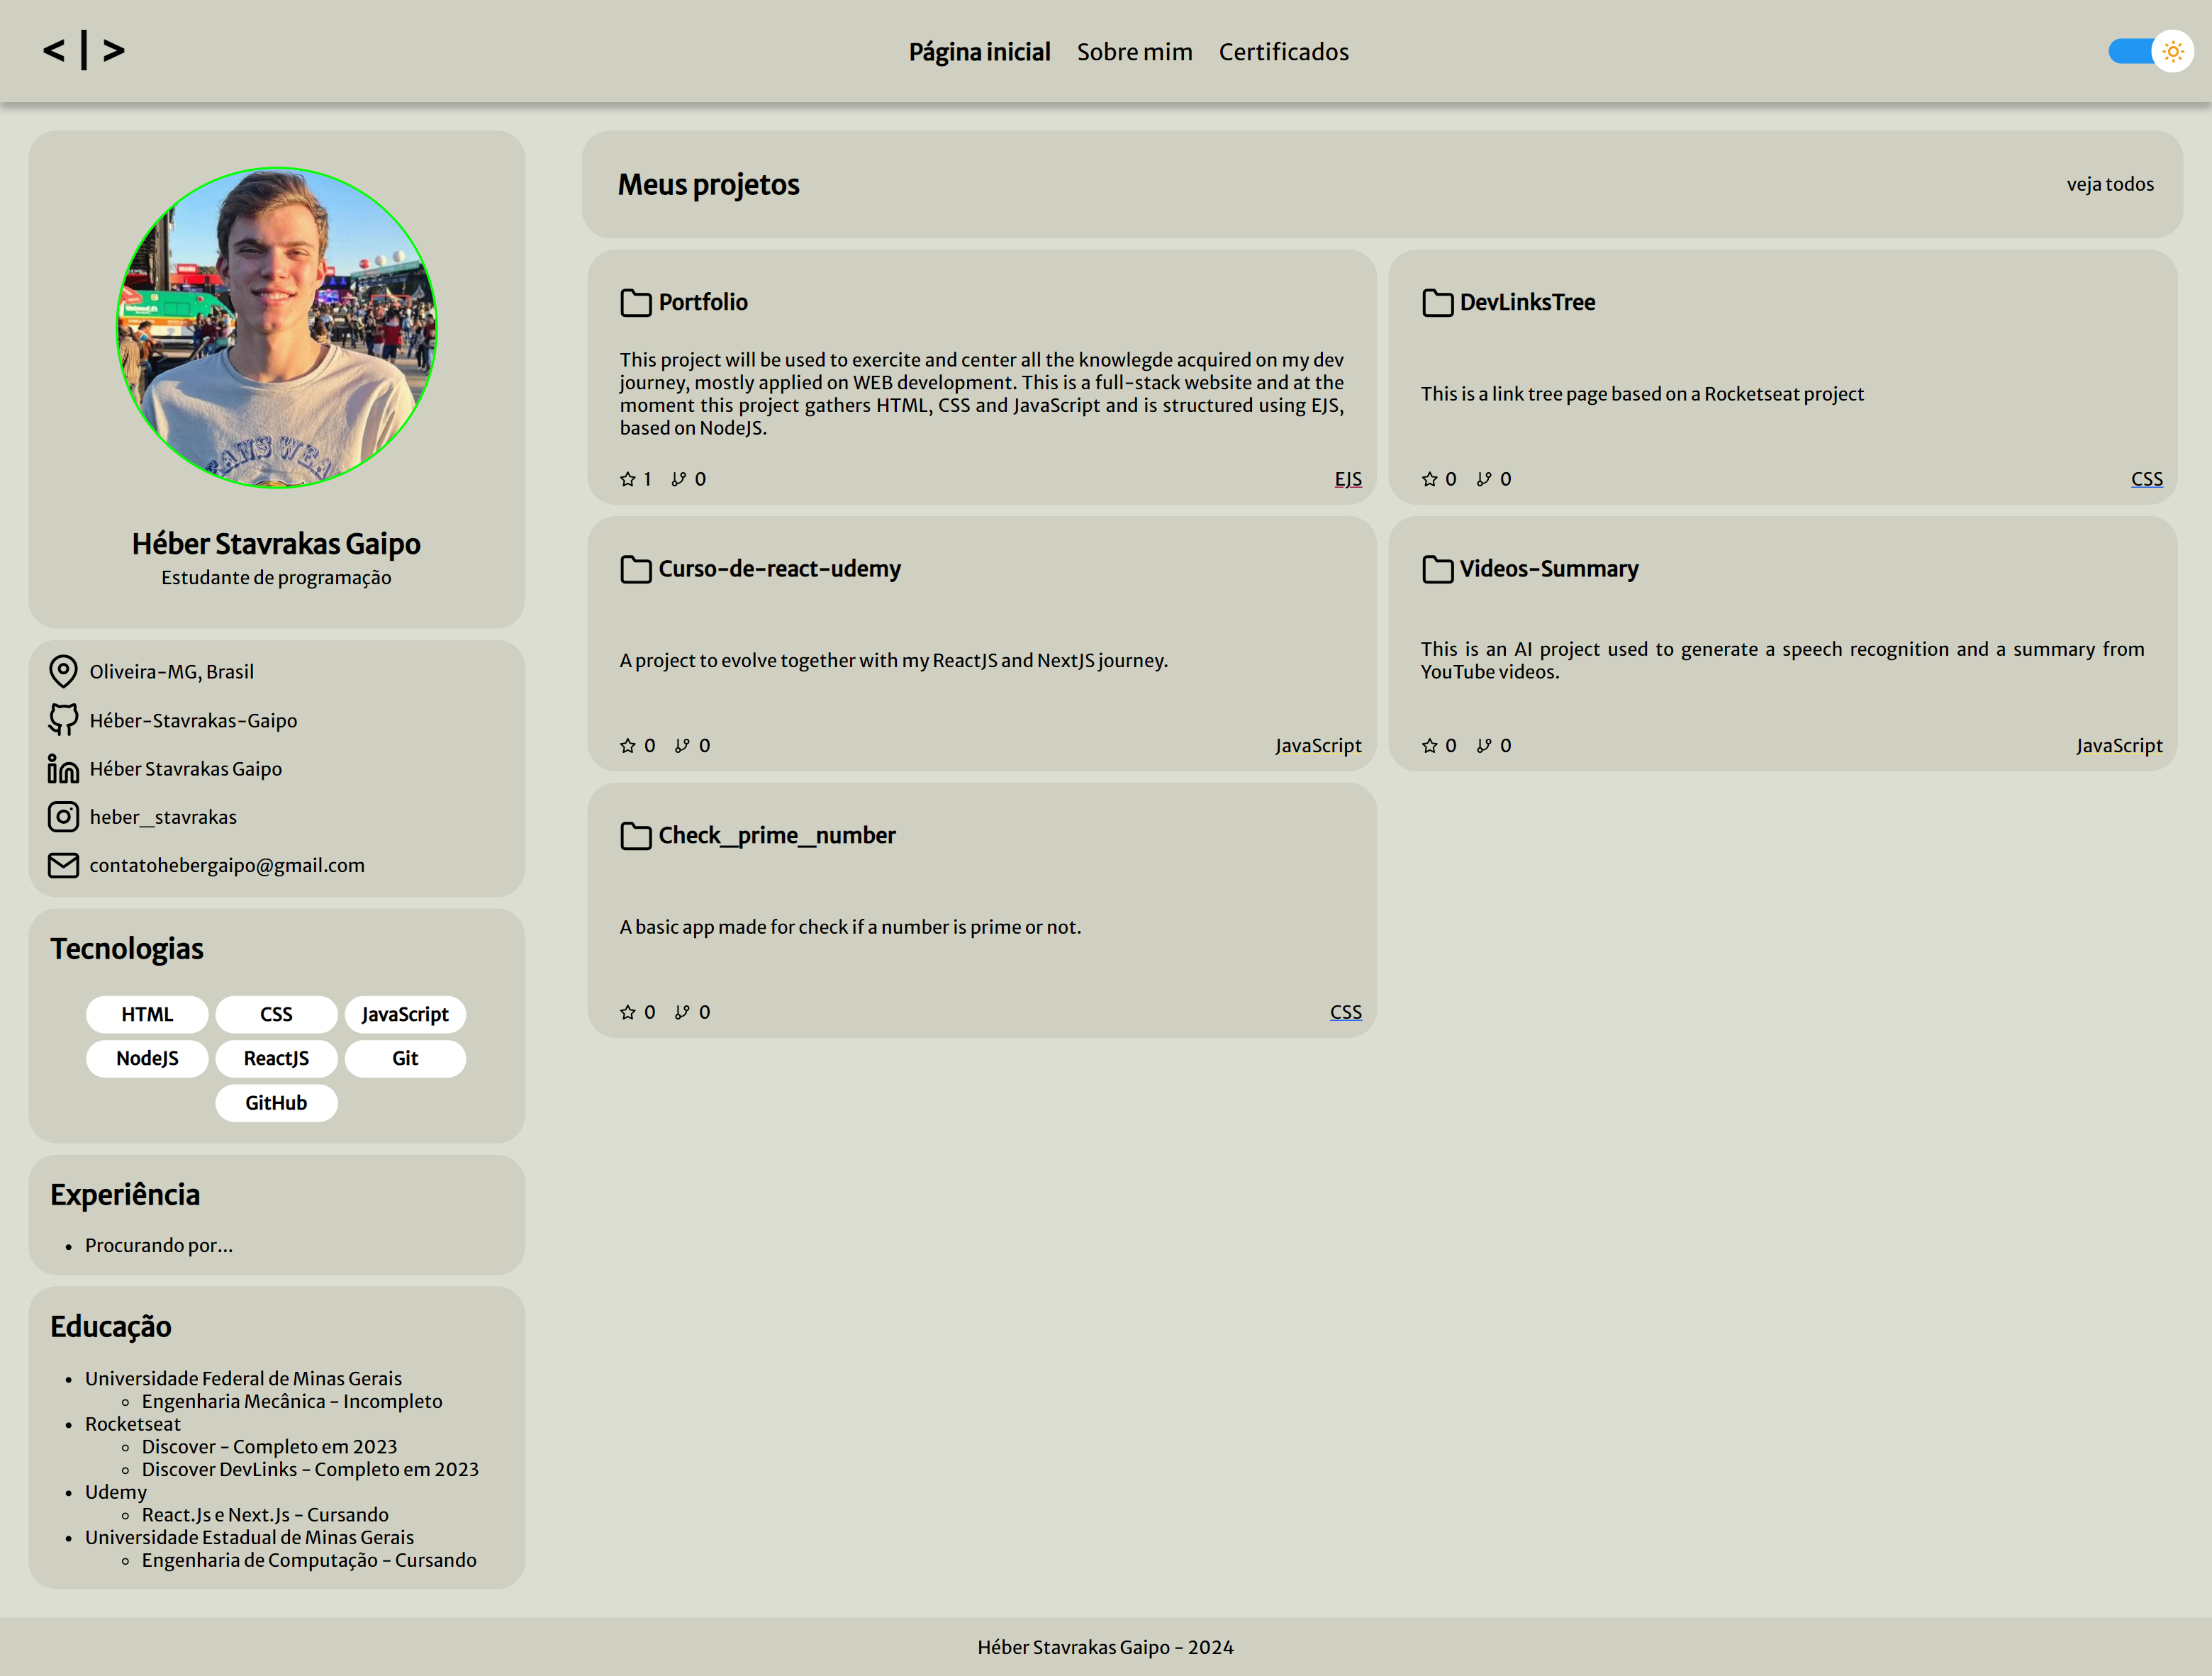 < | >
Página inicial Sobre mim Certificados
Héber Stavrakas Gaipo
Estudante de programação
Oliveira-MG, Brasil
Héber-Stavrakas-Gaipo
Héber Stavrakas Gaipo
heber_stavrakas
contatohebergaipo@gmail.com
Tecnologias
HTML CSS JavaScript
NodeJS ReactJS Git
GitHub
Experiência
Procurando por...
Educação
Universidade Federal de Minas Gerais
Engenharia Mecânica - Incompleto
Rocketseat
Discover - Completo em 2023
Discover DevLinks - Completo em 2023
Udemy
React.Js e Next.Js - Cursando
Universidade Estadual de Minas Gerais
Engenharia de Computação - Cursando
Meus projetos
veja todos
Portfolio
This project will be used to exercite and center all the knowlegde acquired on my dev
journey, mostly applied on WEB development. This is a full-stack website and at the
moment this project gathers HTML, CSS and JavaScript and is structured using EJS,
based on NodeJS.
1 0 EJS
DevLinksTree
This is a link tree page based on a Rocketseat project
0 0 CSS
Curso-de-react-udemy
A project to evolve together with my ReactJS and NextJS journey.
0 0 JavaScript
Videos-Summary
This is an AI project used to generate a speech recognition and a summary from
YouTube videos.
0 0 JavaScript
Check_prime_number
A basic app made for check if a number is prime or not.
0 0 CSS
Héber Stavrakas Gaipo - 2024